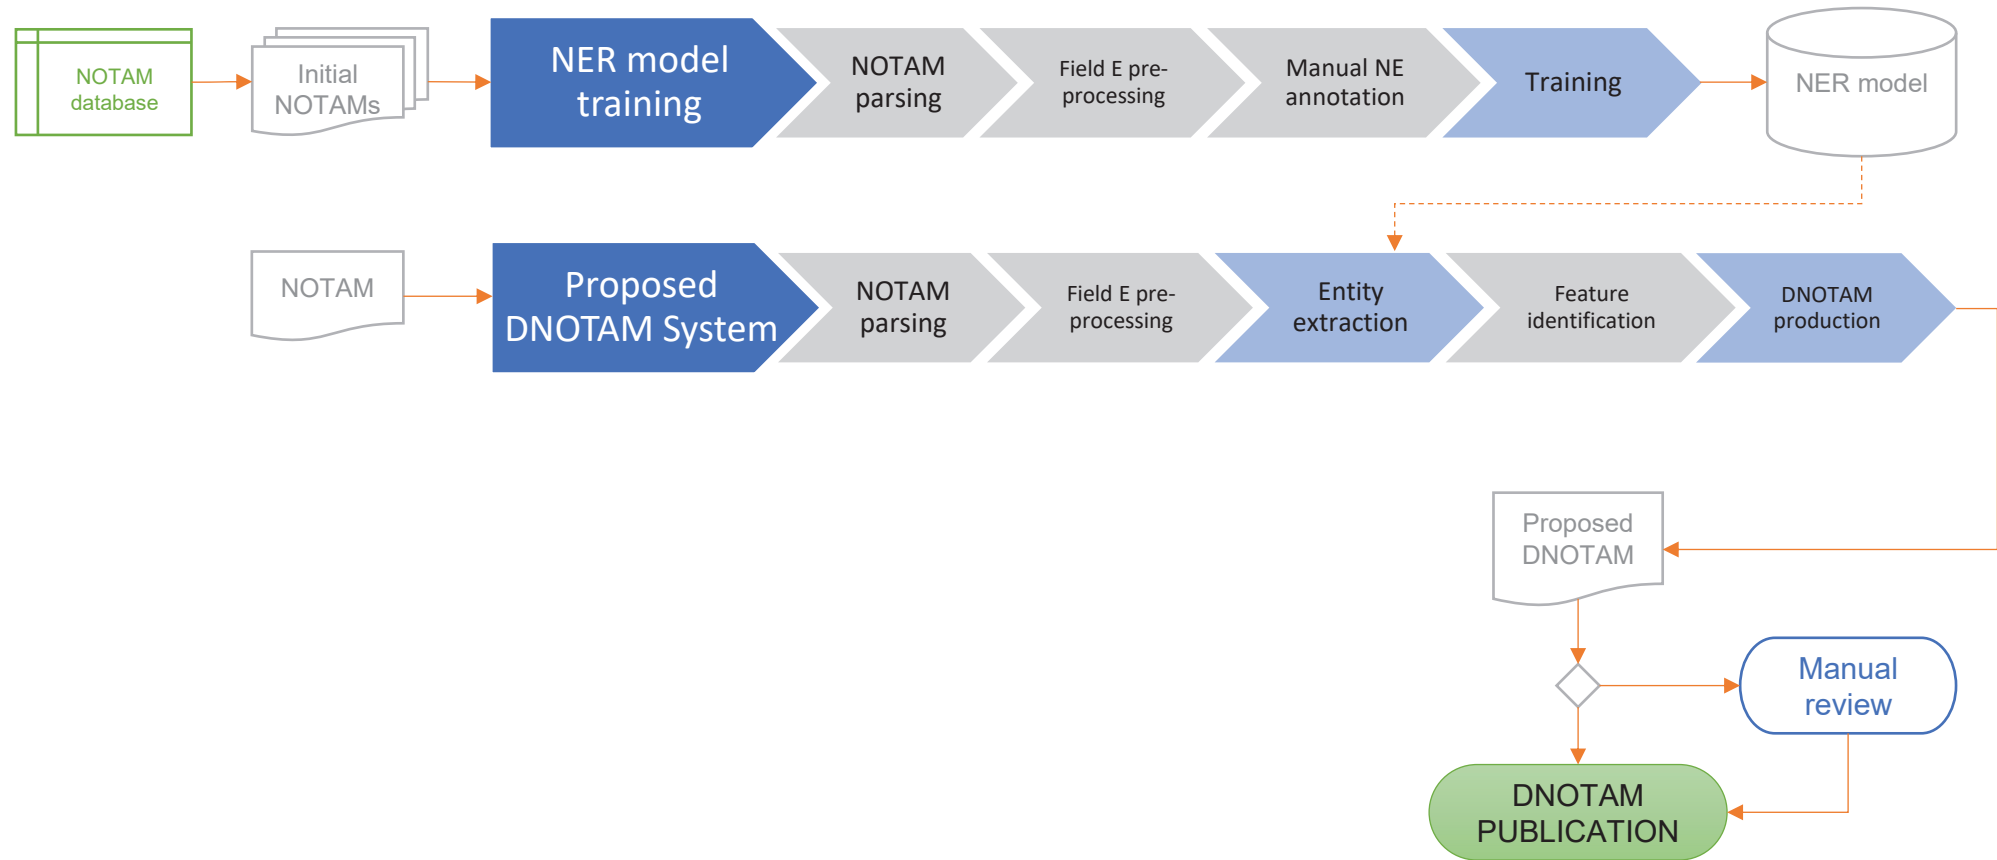 NOTAM
database
Initial
NOTAMs
NER model
training
NOTAM
parsing
Field E pre-
processing
Manual NE
annotation
Training
NER model
NOTAM
Proposed
DNOTAM System
NOTAM
parsing
Field E pre-
processing
Entity
extraction
Feature
identification
DNOTAM
production
Proposed
DNOTAM
Manual
review
DNOTAM
PUBLICATION